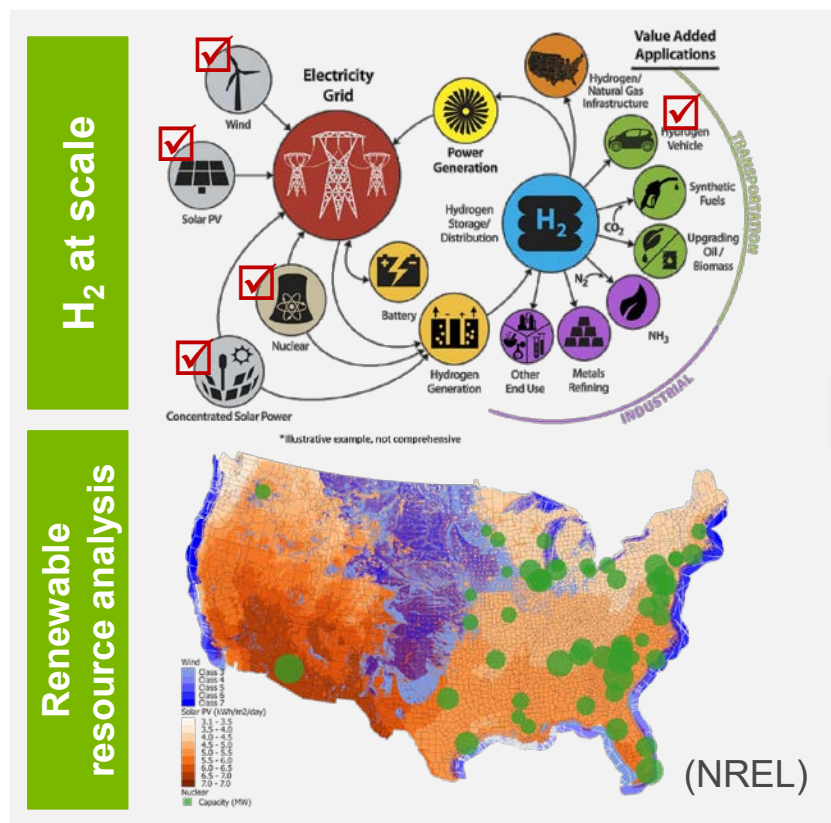 H₂ at scale
Wind
Solar PV
Nuclear
Concentrated Solar Power
Electricity
Grid
Battery
Power
Generation
Hydrogen
Generation
Hydrogen
Storage/
Distribution
H₂
Value Added
Applications
Hydrogen/
Natural Gas
Infrastructure
Hydrogen
Vehicle
Synthetic
Fuels
CO₂
Upgrading
Oil /
Biomass
N₂
NH₃
Other
End Use
Metals
Refining
TRANSPORTATION
INDUSTRIAL
*Illustrative example, not comprehensive
Renewable
resource analysis
Wind
Class 3
Class 4
Class 5
Class 6
Class 7
Solar PV (kWh/m2/day)
3.1 - 3.5
3.5 - 4.0
4.0 - 4.5
4.5 - 5.0
5.0 - 5.5
5.5 - 6.0
6.0 - 6.5
6.5 - 7.0
7.0 - 7.0
Nuclear
Capacity (MW)
(NREL)